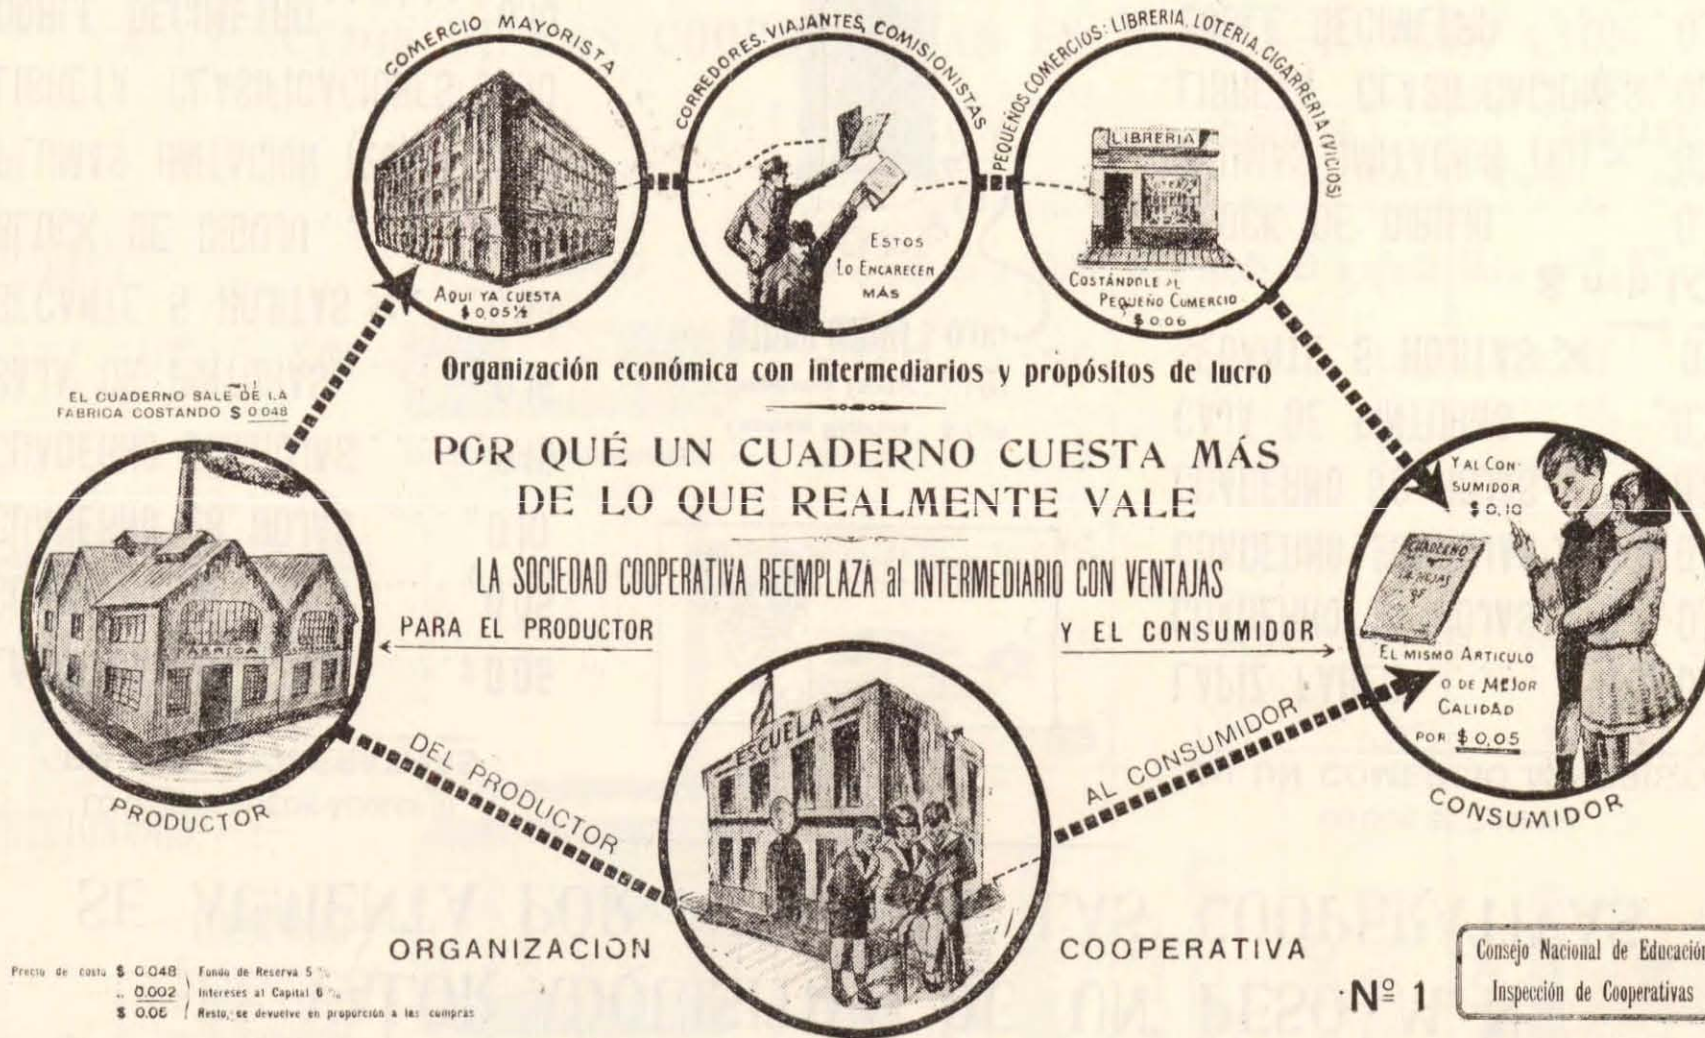 COMERCIO MAYORISTA
CORREDORES. VIAJANTES, COMISIONISTAS
PEQUEÑOS COMERCIOS: LIBRERIA. LOTERIA. CIGARRERIA (VICIOS)
AQUI YA CUESTA
$ 0,05½
ESTOS
LO ENCARECEN
MÁS
LIBRERIA
COSTÁNDOLE AL
PEQUEÑO CUMERCIO
$ 0.06
Organización económica con intermediarios y propósitos de lucro
EL CUADERNO SALE DE LA
FABRICA COSTANDO $ 0 048
POR QUÉ UN CUADERNO CUESTA MÁS
DE LO QUE REALMENTE VALE
LA SOCIEDAD COOPERATIVA REEMPLAZA al INTERMEDIARIO CON VENTAJAS
PARA EL PRODUCTOR
Y EL CONSUMIDOR
FABRICA
PRODUCTOR
Y AL CON-
SUMIDOR
$ 0,10
CUADERNO
HOJAS
EL MISMO ARTICULO
O DE MEJOR
CALIDAD
POR $ 0,05
CONSUMIDOR
DEL PRODUCTOR
AL CONSUMIDOR
ESCUELA
ORGANIZACION
COOPERATIVA
Precio de costo $ 0 048 Fondo de Reserva 5 %
.. 0.002 Intereses al Capital 6 %
$ 0.05 Resto, se devuelve en proporción a las compras
Nº 1
Consejo Nacional de Educación
Inspección de Cooperativas